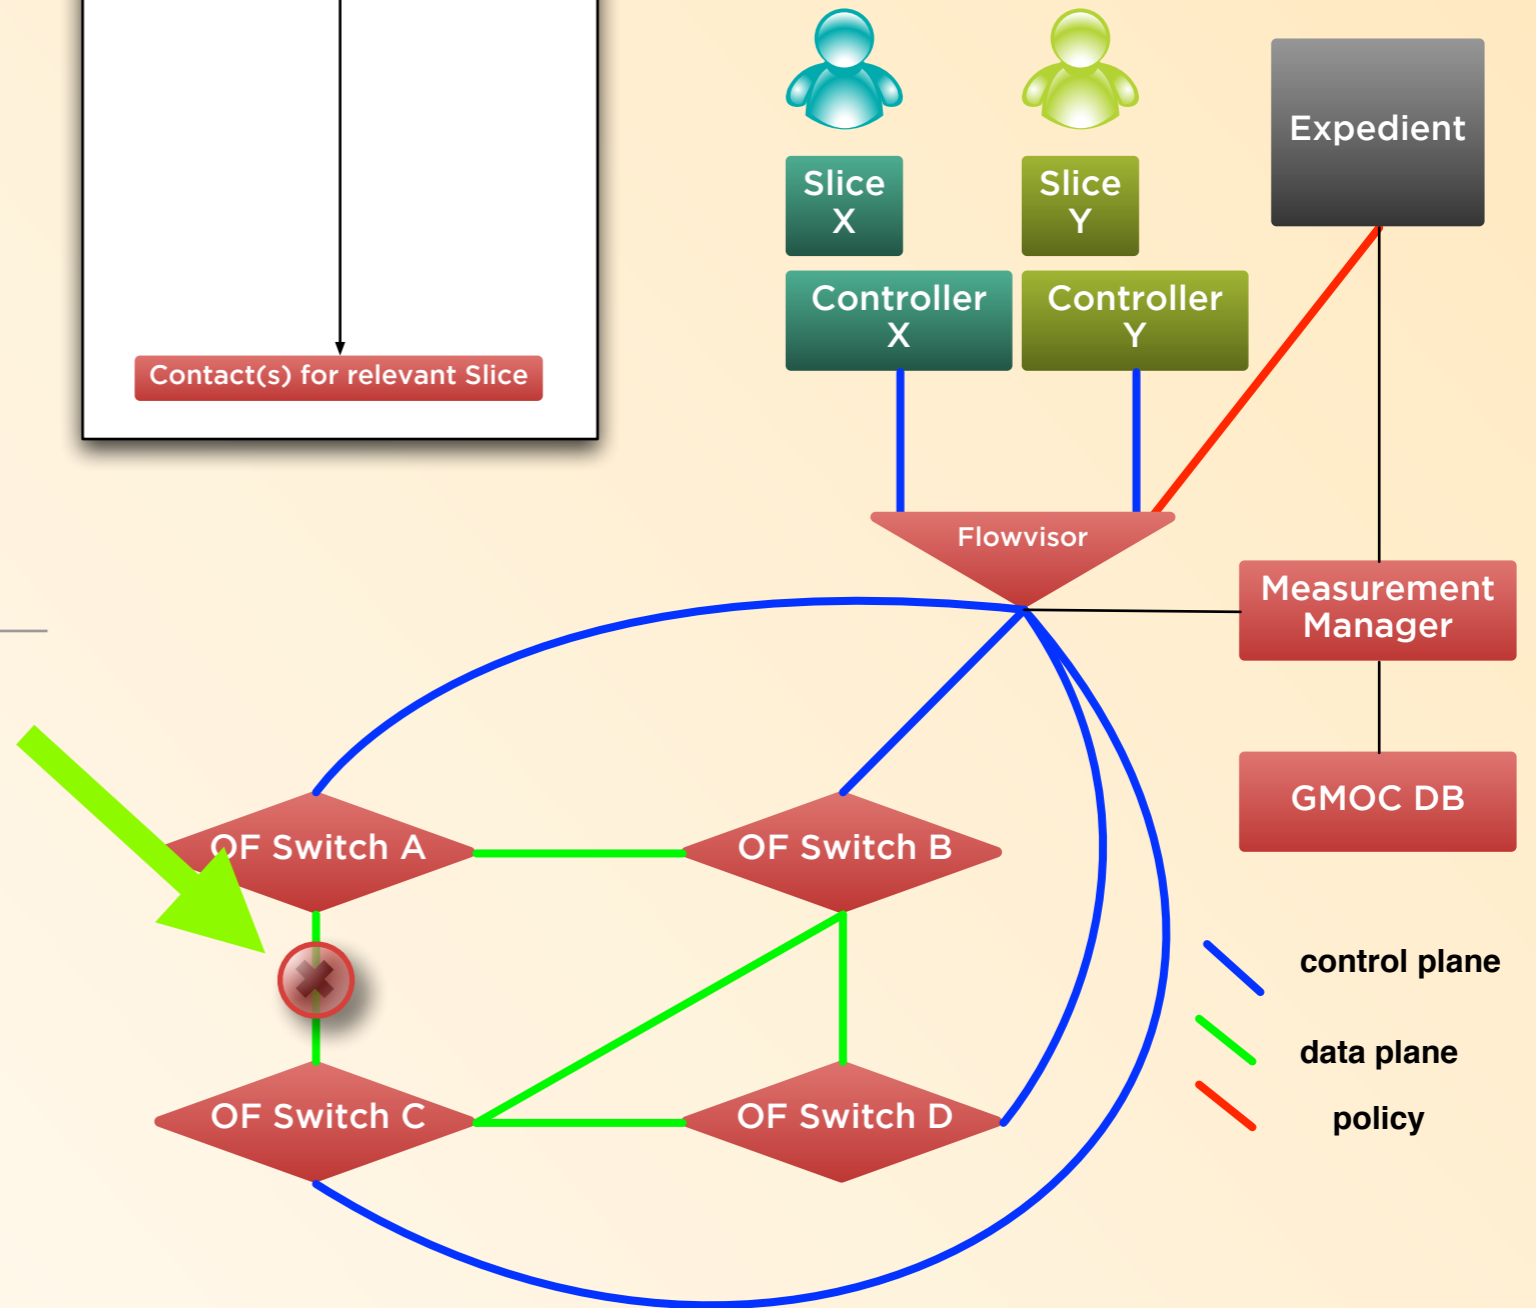 Slice
X
Slice
Y
Expedient
Controller
X
Controller
Y
Contact(s) for relevant Slice
Flowvisor
Measurement
Manager
GMOC DB
OF Switch A
OF Switch B
control plane
data plane
OF Switch C
OF Switch D
policy